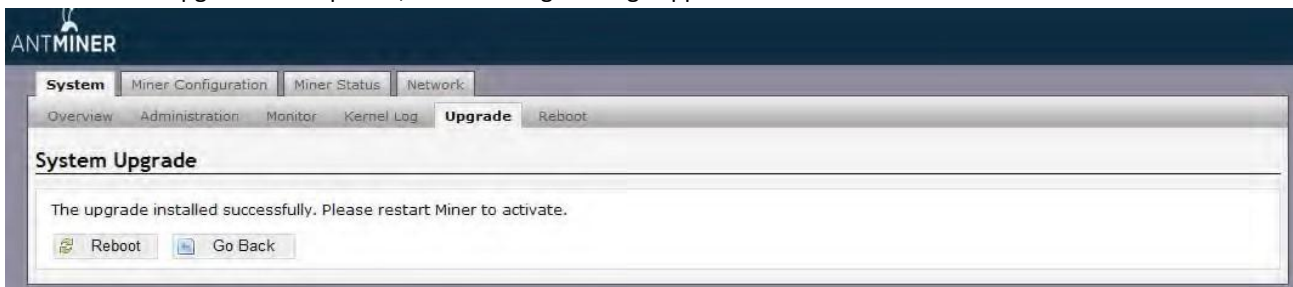 ANTMINER
System Miner Configuration Miner Status Network
Overview Administration Monitor Kernel Log Upgrade Reboot
System Upgrade
The upgrade installed successfully. Please restart Miner to activate.
Reboot Go Back